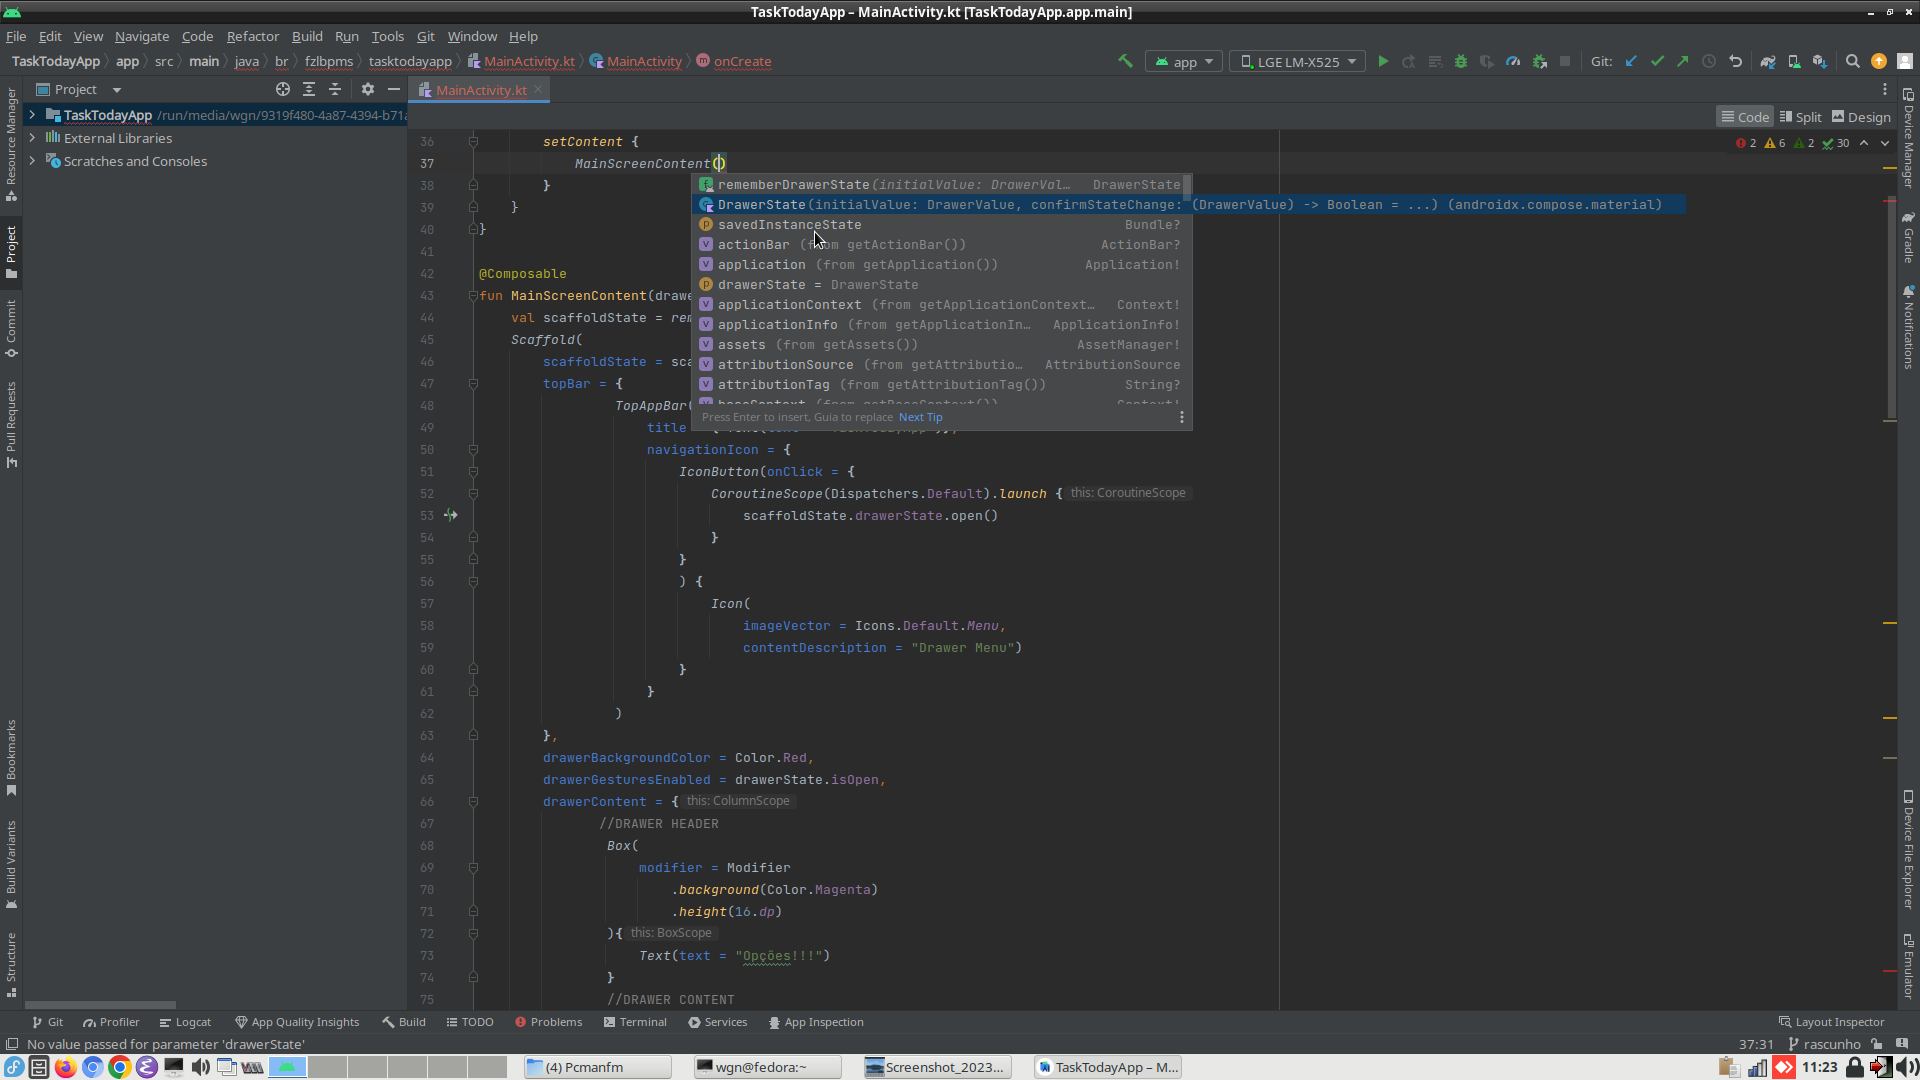 TaskTodayApp – MainActivity.kt [TaskTodayApp.app.main]
File Edit View Navigate Code Refactor Build Run Tools Git Window Help
TaskTodayApp app src main java br fzlbpms tasktodayapp MainActivity.kt MainActivity onCreate
app LGE LM-X525 Git:
Project
MainActivity.kt
TaskTodayApp /run/media/wgn/9319f480-4a87-4394-b71
External Libraries
Scratches and Consoles
Code Split Design
2 6 2 30
36 setContent {
37 MainScreenContent()
38 }
39 }
40 }
41
42 @Composable
43 fun MainScreenContent(drawe
44 val scaffoldState = rem
45 Scaffold(
46 scaffoldState = sca
47 topBar = {
48 TopAppBar(
49 title
50 navigationIcon = {
51 IconButton(onClick = {
52 CoroutineScope(Dispatchers.Default).launch { this: CoroutineScope
53 scaffoldState.drawerState.open()
54 }
55 }
56 ) {
57 Icon(
58 imageVector = Icons.Default.Menu,
59 contentDescription = "Drawer Menu")
60 }
61 }
62 )
63 },
64 drawerBackgroundColor = Color.Red,
65 drawerGesturesEnabled = drawerState.isOpen,
66 drawerContent = { this: ColumnScope
67 //DRAWER HEADER
68 Box(
69 modifier = Modifier
70 .background(Color.Magenta)
71 .height(16.dp)
72 ){ this: BoxScope
73 Text(text = "Opções!!!")
74 }
75 //DRAWER CONTENT
rememberDrawerState(initialValue: DrawerVal… DrawerState
DrawerState(initialValue: DrawerValue, confirmStateChange: (DrawerValue) -> Boolean = ...) (androidx.compose.material)
savedInstanceState Bundle?
actionBar (from getActionBar()) ActionBar?
application (from getApplication()) Application!
drawerState = DrawerState
applicationContext (from getApplicationContext… Context!
applicationInfo (from getApplicationIn… ApplicationInfo!
assets (from getAssets()) AssetManager!
attributionSource (from getAttributio… AttributionSource
attributionTag (from getAttributionTag()) String?
baseContext (from getBaseContext()) Context!
Press Enter to insert, Guia to replace Next Tip
Resource Manager
Project
Commit
Pull Requests
Bookmarks
Build Variants
Structure
Device Manager
Gradle
Notifications
Device File Explorer
Emulator
Git Profiler Logcat App Quality Insights Build TODO Problems Terminal Services App Inspection Layout Inspector
No value passed for parameter 'drawerState' 37:31 rascunho
(4) Pcmanfm wgn@fedora:~ Screenshot_2023... TaskTodayApp – M... 11:23